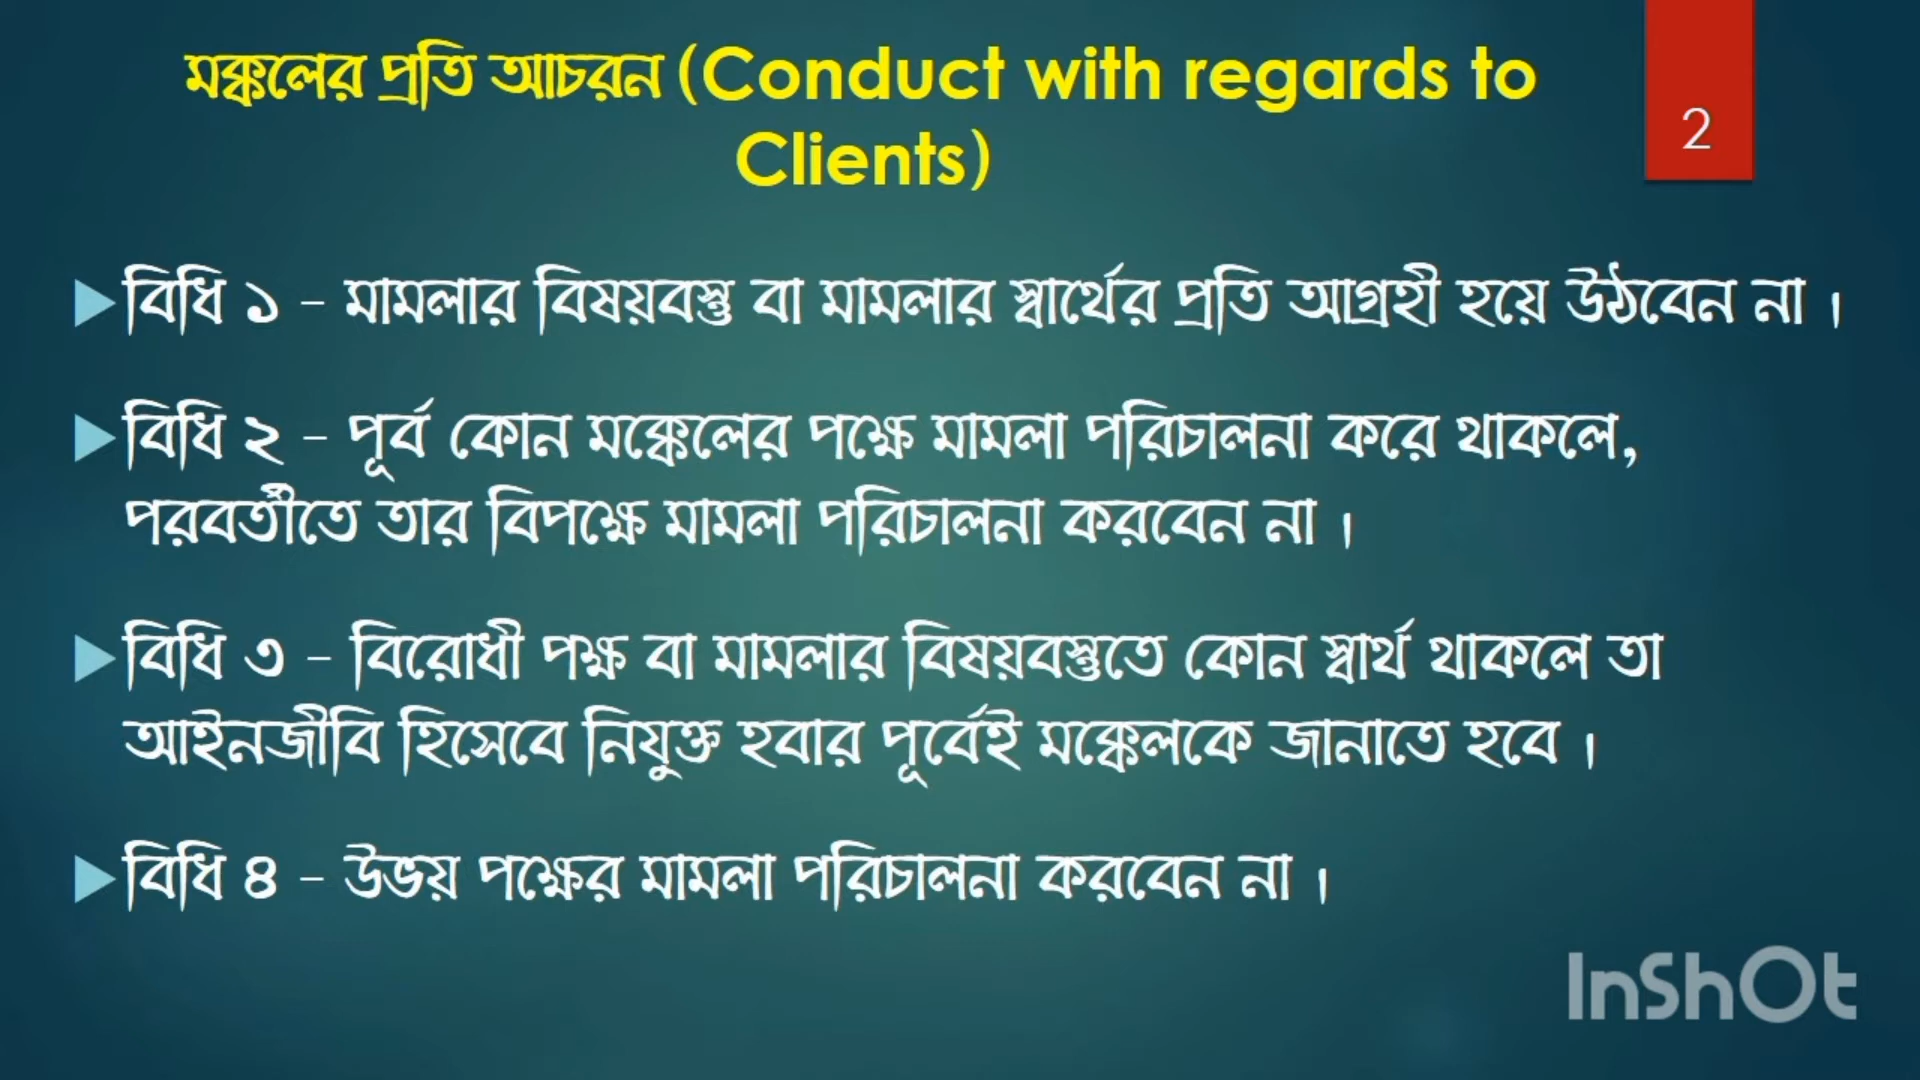 মক্কলের প্রতি আচরন (Conduct with regards to
Clients)
2
বিধি ১ - মামলার বিষয়বস্তু বা মামলার স্বার্থের প্রতি আগ্রহী হয়ে উঠবেন না ।
বিধি ২ - পূর্ব কোন মক্কেলের পক্ষে মামলা পরিচালনা করে থাকলে,
পরবর্তীতে তার বিপক্ষে মামলা পরিচালনা করবেন না ।
বিধি ৩ - বিরোধী পক্ষ বা মামলার বিষয়বস্তুতে কোন স্বার্থ থাকলে তা
আইনজীবি হিসেবে নিযুক্ত হবার পূর্বেই মক্কেলকে জানাতে হবে ।
বিধি ৪ - উভয় পক্ষের মামলা পরিচালনা করবেন না ।
InShOt